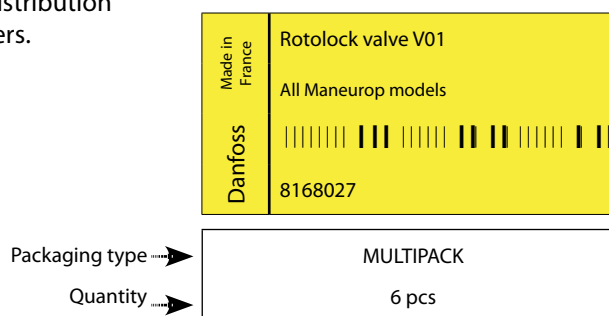 istribution
ers.
Made in
France
Danfoss
Rotolock valve V01
All Maneurop models
8168027
Packaging type
MULTIPACK
Quantity
6 pcs